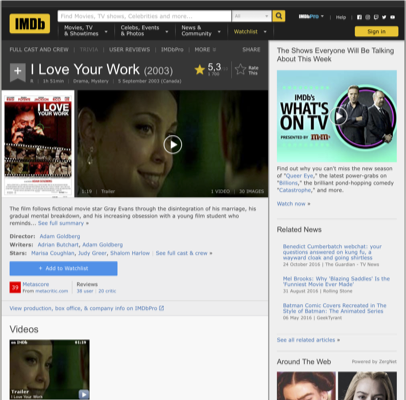 IMDb
Find Movies, TV shows, Celebrities and more...
All
Movies, TV
& Showtimes
Celebs, Events
& Photos
News &
Community
Watchlist
IMDbPro
Help
Sign in
FULL CAST AND CREW
TRIVIA
USER REVIEWS
IMDbPro
MORE
SHARE
I Love Your Work (2003)
5,3
Rate
This
R | 1h 51min | Drama, Mystery | 5 September 2003 (Canada)
I LOVE
YOUR WORK
1:19 | Trailer
1 VIDEO | 30 IMAGES
The film follows fictional movie star Gray Evans through the disintegration of his marriage, his
gradual mental breakdown, and his increasing obsession with a young film student who
reminds... See full summary »
Director: Adam Goldberg
Writers: Adrian Butchart, Adam Goldberg
Stars: Marisa Coughlan, Judy Greer, Shalom Harlow | See full cast & crew »
+ Add to Watchlist
39
Metascore
From metacritic.com
Reviews
36 user | 20 critic
View production, box office, & company info on IMDbPro
Videos
Trailer
I Love Your Work
The Shows Everyone Will Be Talking
About This Week
IMDb's
WHAT'S
ON TV
PRESENTED BY m&m's
Find out why you can't miss the new season
of "Queer Eye," the latest power-grabs on
"Billions," the brilliant pond-hopping comedy
"Catastrophe," and more.
Watch now »
Related News
Benedict Cumberbatch webchat: your
questions answered on kung fu, a
wayward cloak and going shirtless
24 October 2016 | The Guardian - TV News
Mel Brooks: Why 'Blazing Saddles' Is the
'Funniest Movie Ever Made'
31 August 2016 | Rolling Stone
Batman Comic Covers Recreated in The
Style of Batman: The Animated Series
06 May 2016 | GeekTyrant
See all related articles »
Around The Web
Powered by ZergNet